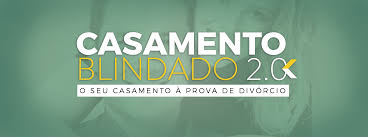 CASAMENTO
BLINDADO 2.0
O SEU CASAMENTO À PROVA DE DIVÓRCIO